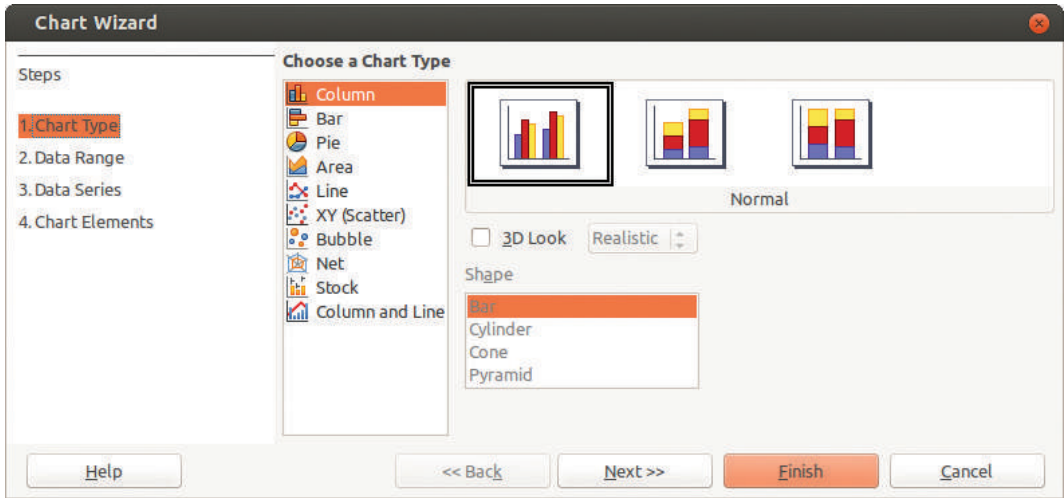 Chart Wizard
Steps
1. Chart Type
2. Data Range
3. Data Series
4. Chart Elements
Choose a Chart Type
Column
Bar
Pie
Area
Line
XY (Scatter)
Bubble
Net
Stock
Column and Line
Normal
3D Look
Realistic
Shape
Bar
Cylinder
Cone
Pyramid
Help
<< Back
Next >>
Finish
Cancel